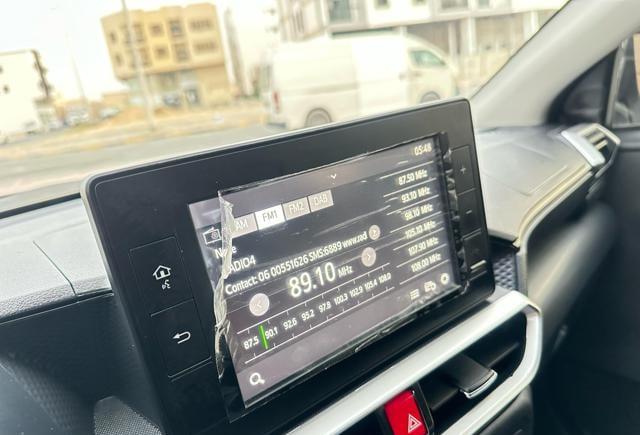 05:48
AM FM1 FM2 DAB
RADIO4
Contact: 06 00551626 SMS:6889 www.rad
89.10 MHz
87.5 90.1 92.6 95.2 97.8 100.3 102.9 105.4 108.0
87.50 MHz
93.10 MHz
98.10 MHz
105.30 MHz
107.90 MHz
108.00 MHz